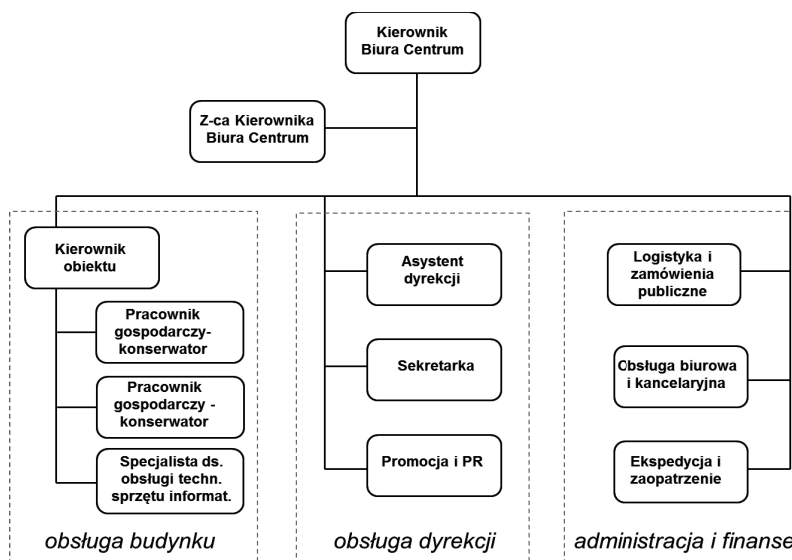 Kierownik
Biura Centrum
Z-ca Kierownika
Biura Centrum
Kierownik
obiektu
Pracownik
gospodarczy-
konserwator
Pracownik
gospodarczy -
konserwator
Specjalista ds.
obsługi techn.
sprzętu informat.
obsługa budynku
Asystent
dyrekcji
Sekretarka
Promocja i PR
obsługa dyrekcji
Logistyka i
zamówienia
publiczne
Obsługa biurowa
i kancelaryjna
Ekspedycja i
zaopatrzenie
administracja i finanse